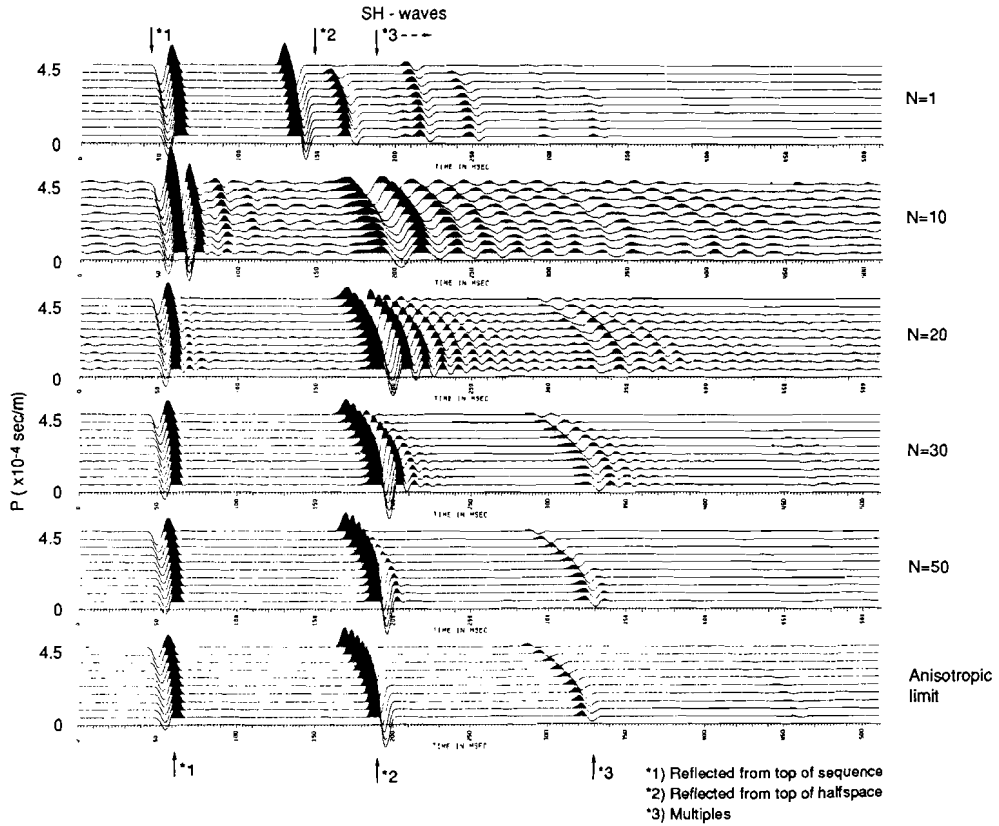 SH - waves
*1
*2
*3
4.5
0
N=1
TIME IN MSEC
4.5
0
N=10
TIME IN MSEC
4.5
0
N=20
TIME IN MSEC
4.5
0
N=30
TIME IN MSEC
P ( x10-4 sec/m)
4.5
0
N=50
TIME IN MSEC
4.5
0
Anisotropic
limit
TIME IN MSEC
*1
*2
*3
*1) Reflected from top of sequence
*2) Reflected from top of halfspace
*3) Multiples